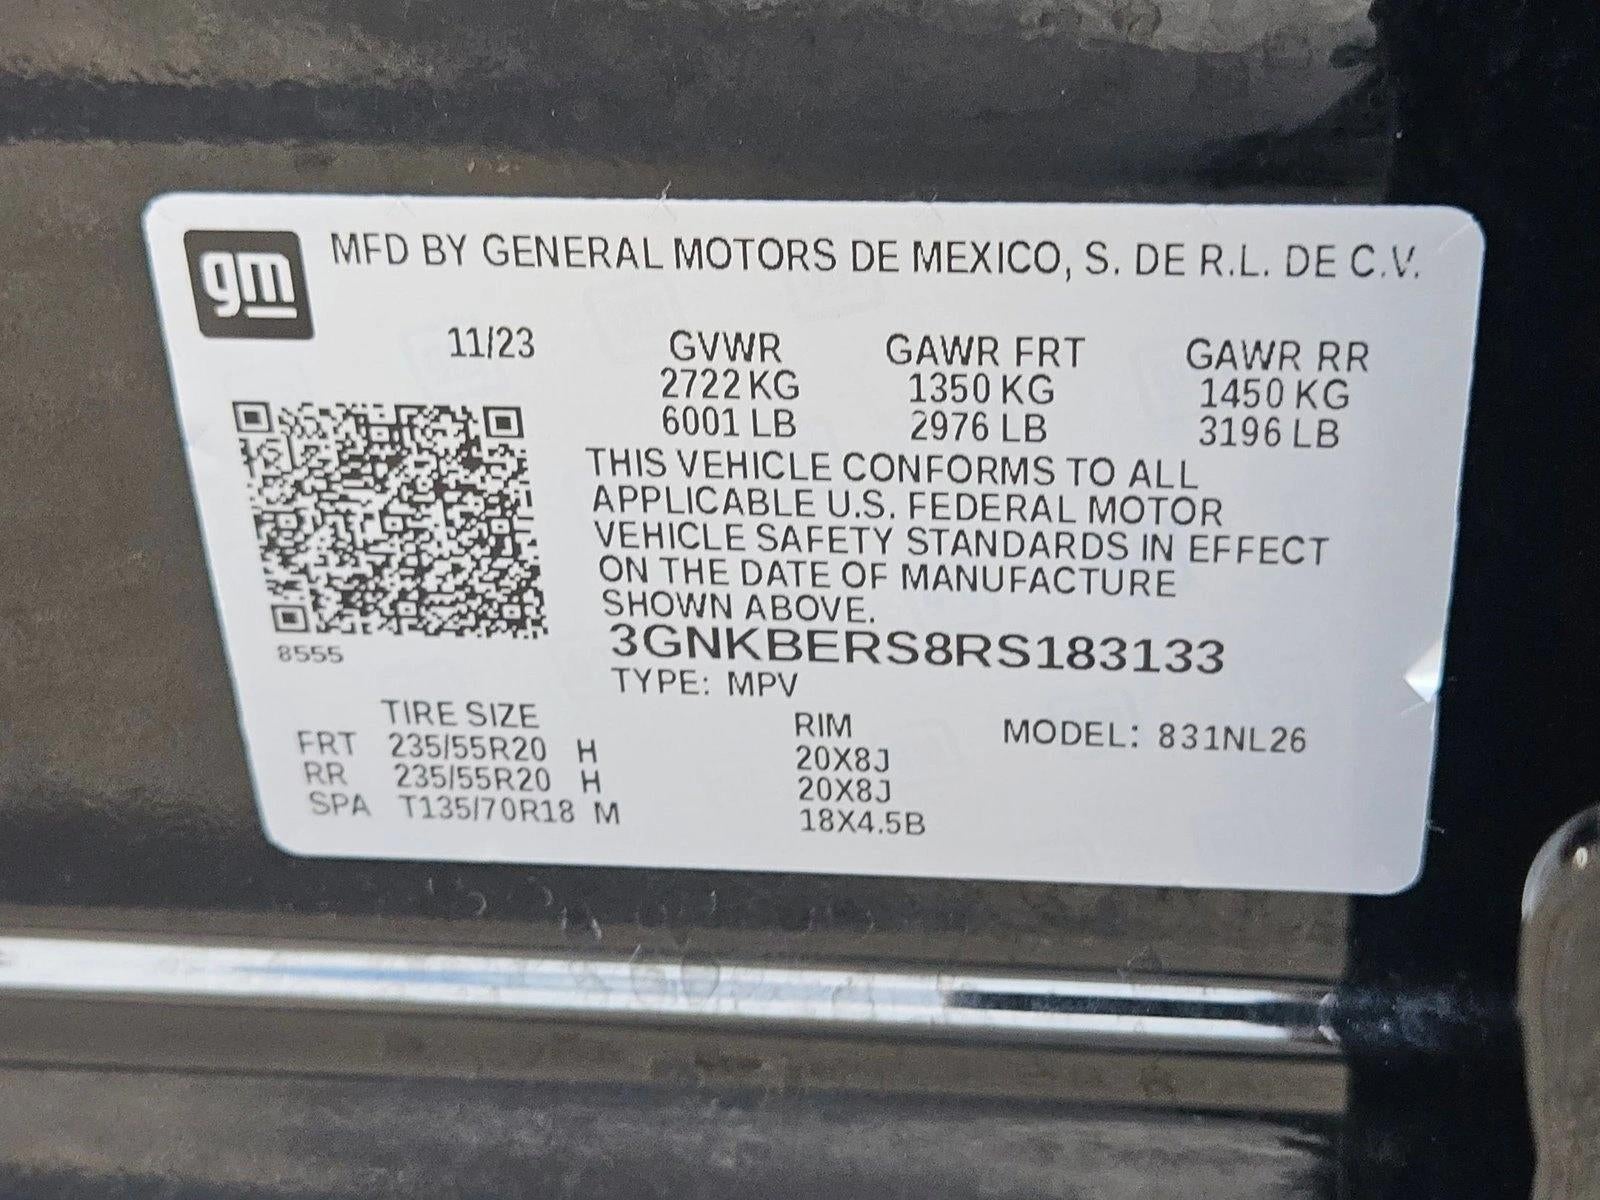 gm
MFD BY GENERAL MOTORS DE MEXICO, S. DE R.L. DE C.V.
11/23 GVWR GAWR FRT GAWR RR
2722 KG 1350 KG 1450 KG
6001 LB 2976 LB 3196 LB
THIS VEHICLE CONFORMS TO ALL
APPLICABLE U.S. FEDERAL MOTOR
VEHICLE SAFETY STANDARDS IN EFFECT
ON THE DATE OF MANUFACTURE
SHOWN ABOVE.
8555
3GNKBERS8RS183133
TYPE: MPV
TIRE SIZE RIM MODEL: 831NL26
FRT 235/55R20 H 20X8J
RR 235/55R20 H 20X8J
SPA T135/70R18 M 18X4.5B